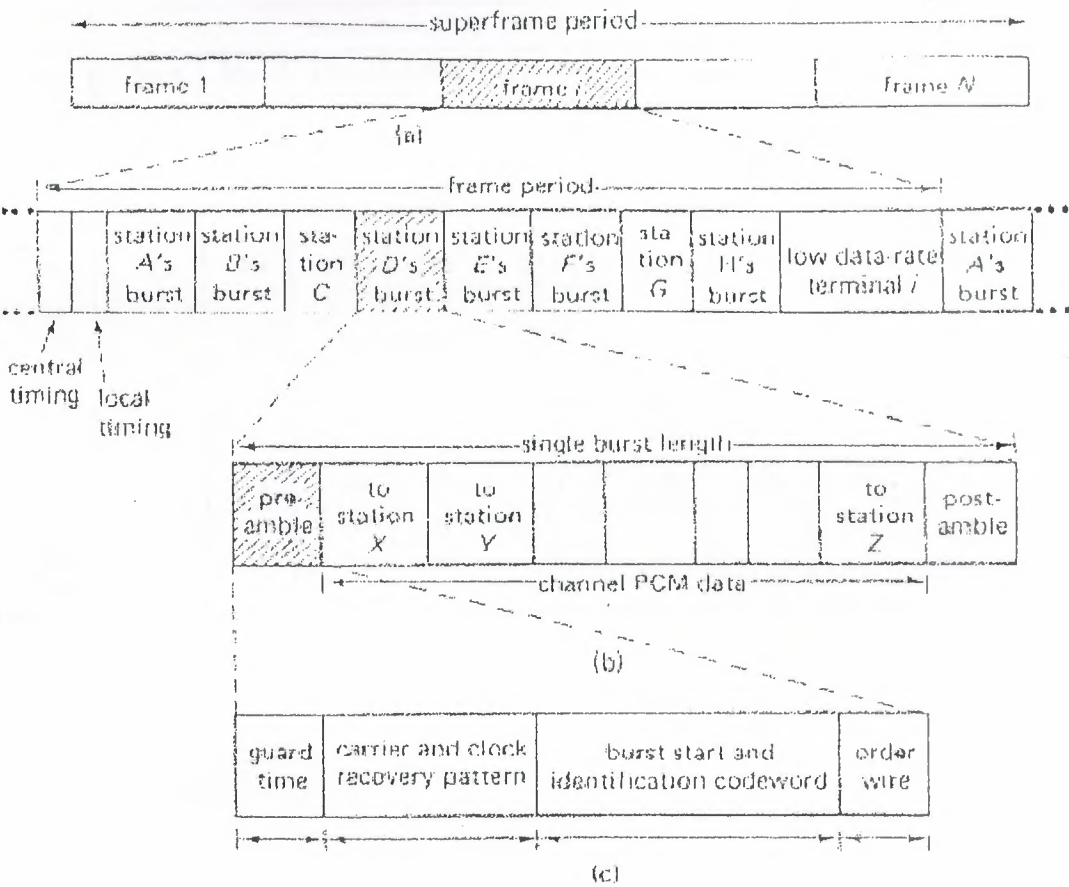 superframe period
frame 1
frame i
frame N
(a)
frame period
station A's burst
station B's burst
sta-
tion
C
station D's burst
station E's burst
station F's burst
sta
tion
G
station H's burst
low data-rate
terminal i
station A's burst
central
timing
local
timing
single burst length
pre-
amble
to
station
X
to
station
Y
to
station
Z
post-
amble
channel PCM data
(b)
guard
time
carrier and clock
recovery pattern
burst start and
identification codeword
order
wire
(c)